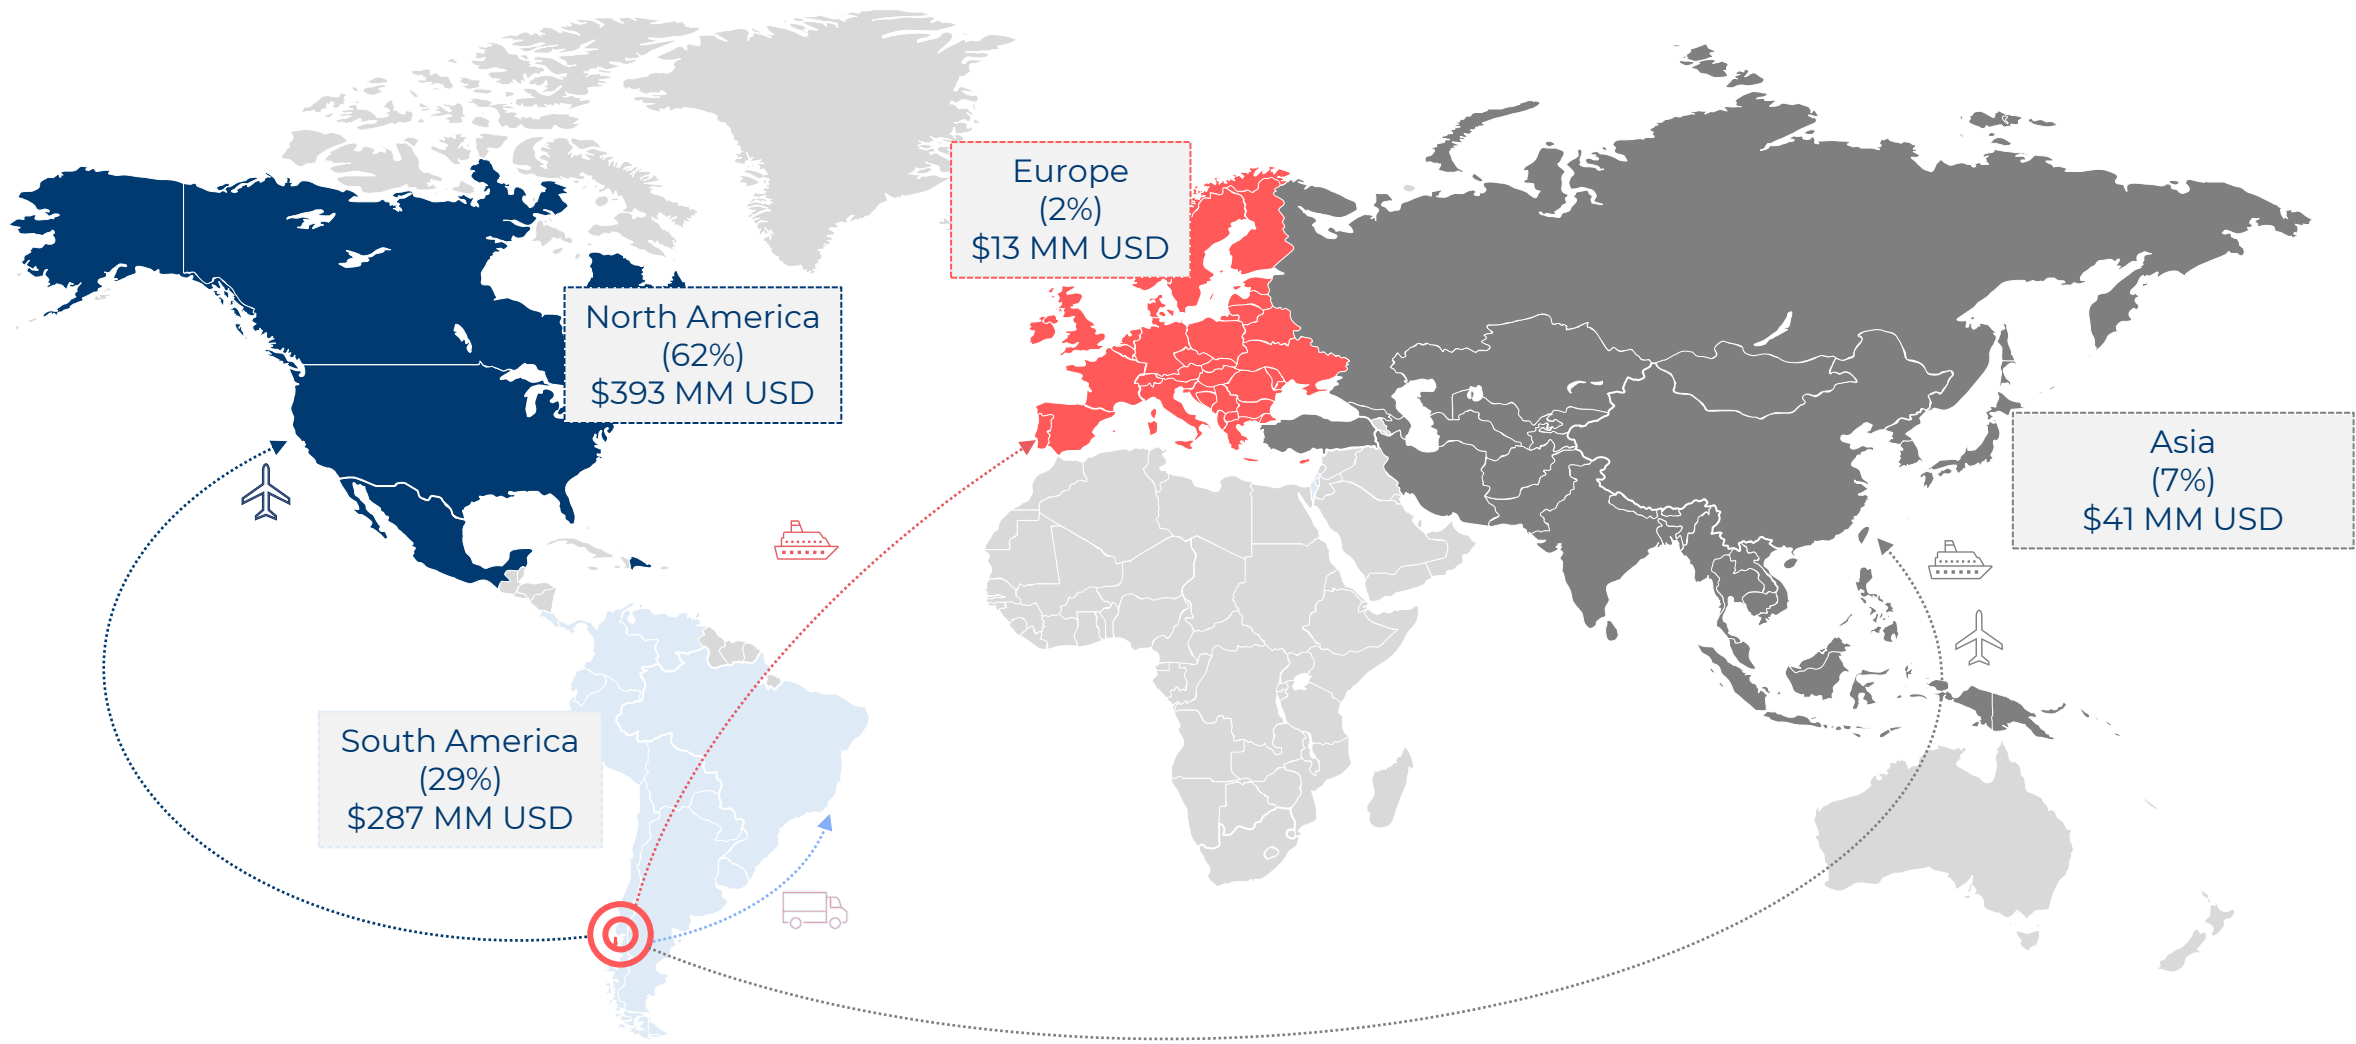 Europe
(2%)
$13 MM USD
North America
(62%)
$393 MM USD
Asia
(7%)
$41 MM USD
South America
(29%)
$287 MM USD